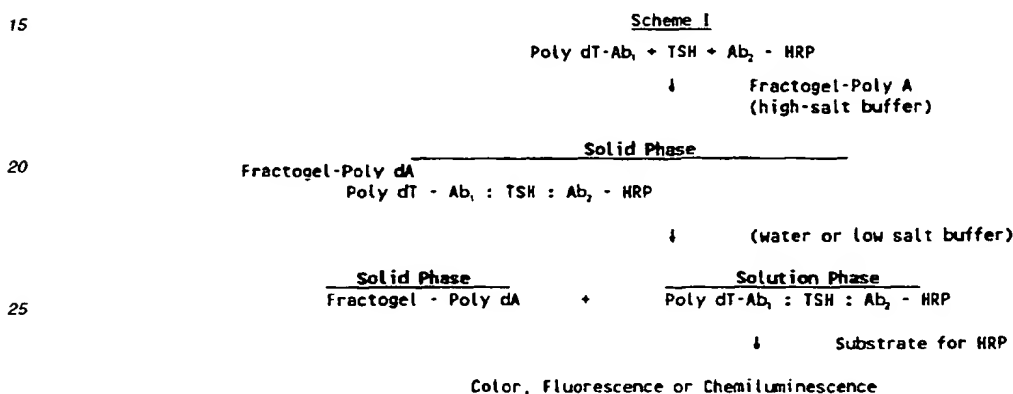 15
Scheme I
Poly dT-Ab₁ + TSH + Ab₂ - HRP
↓ Fractogel-Poly A
(high-salt buffer)
Solid Phase
20
Fractogel-Poly dA
Poly dT - Ab₁ : TSH : Ab₂ - HRP
↓ (water or low salt buffer)
Solid Phase Solution Phase
Fractogel - Poly dA + Poly dT-Ab₁ : TSH : Ab₂ - HRP
25
↓ Substrate for HRP
Color, Fluorescence or Chemiluminescence